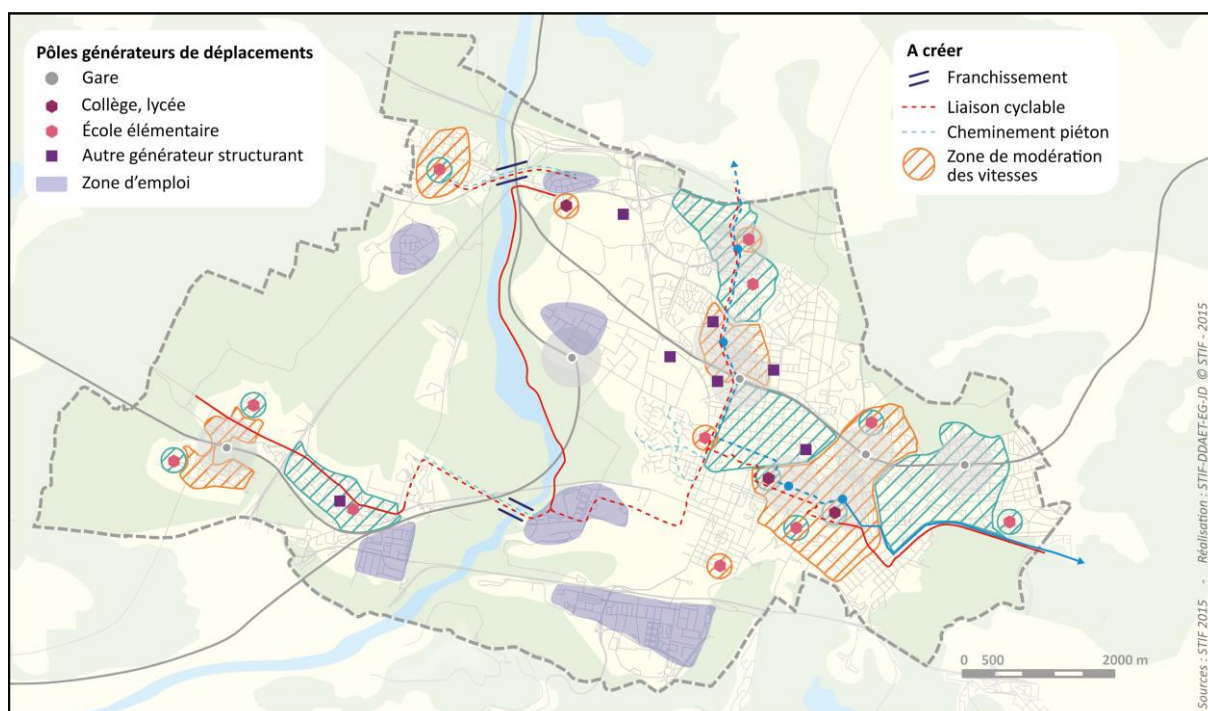 Pôles générateurs de déplacements
Gare
Collège, lycée
École élémentaire
Autre générateur structurant
Zone d'emploi
A créer
Franchissement
Liaison cyclable
Cheminement piéton
Zone de modération
des vitesses
0 500 2000 m
Sources : STIF 2015 - Réalisation : STIF-DDAET-EG-JD © STIF - 2015